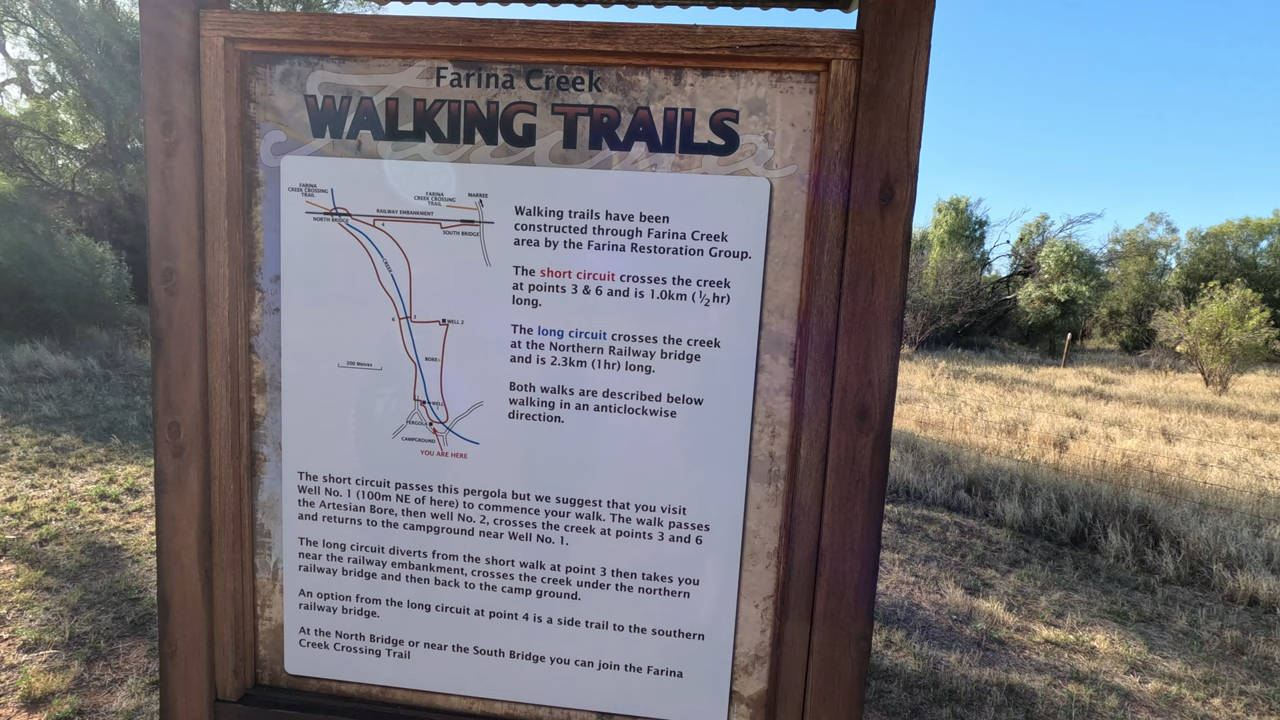 Farina Creek
WALKING TRAILS
Farina
FARINA
CREEK CROSSING
TRAIL
FARINA
CREEK CROSSING
TRAIL
MARREE
RAILWAY EMBANKMENT
NORTH BRIDGE
4
SOUTH BRIDGE
CREEK
6
3
WELL 2
BORE
200 Metres
WELL
PERGOLA
CAMPGROUND
YOU ARE HERE
Walking trails have been
constructed through Farina Creek
area by the Farina Restoration Group.
The short circuit crosses the creek
at points 3 & 6 and is 1.0km (½hr)
long.
The long circuit crosses the creek
at the Northern Railway bridge
and is 2.3km (1hr) long.
Both walks are described below
walking in an anticlockwise
direction.
The short circuit passes this pergola but we suggest that you visit
Well No. 1 (100m NE of here) to commence your walk. The walk passes
the Artesian Bore, then well No. 2, crosses the creek at points 3 and 6
and returns to the campground near Well No. 1.
The long circuit diverts from the short walk at point 3 then takes you
near the railway embankment, crosses the creek under the northern
railway bridge and then back to the camp ground.
An option from the long circuit at point 4 is a side trail to the southern
railway bridge.
At the North Bridge or near the South Bridge you can join the Farina
Creek Crossing Trail